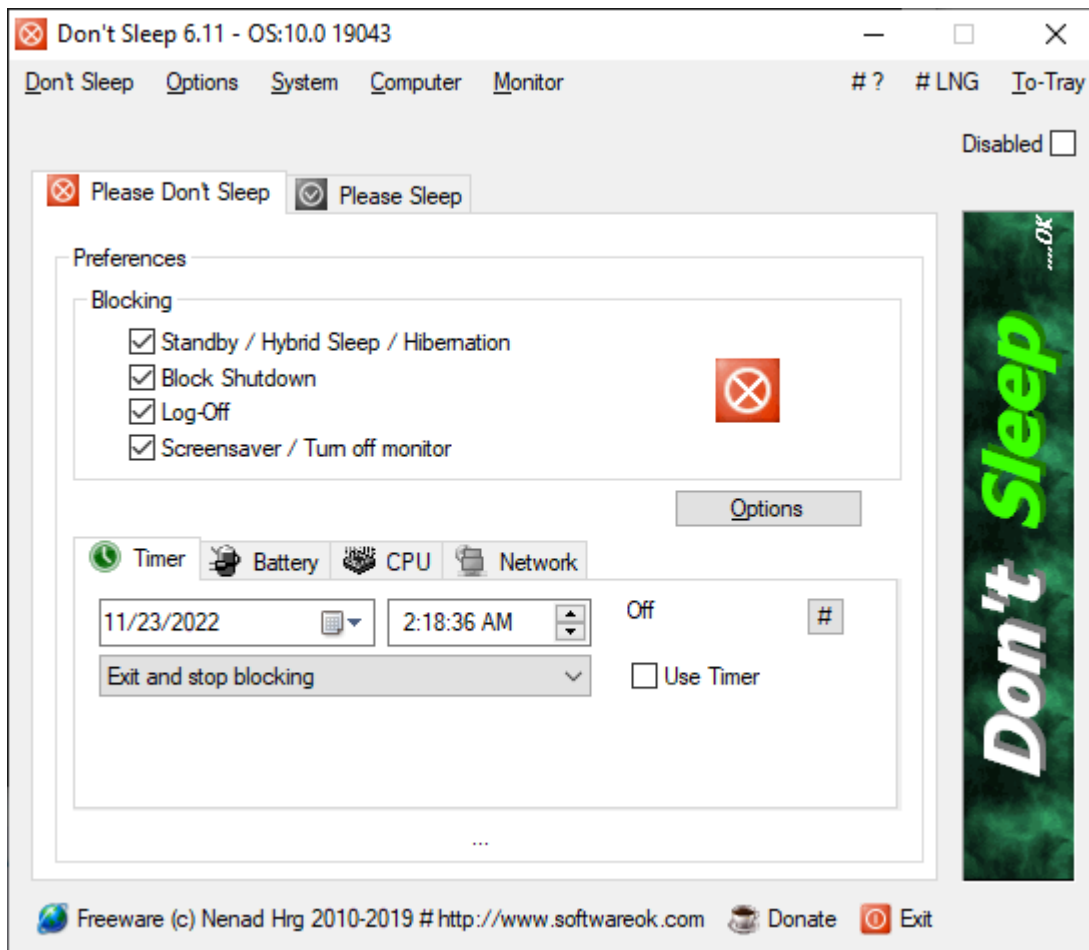 Don't Sleep 6.11 - OS:10.0 19043
Don't Sleep Options System Computer Monitor # ? # LNG To-Tray
Disabled
Please Don't Sleep Please Sleep
Preferences
Blocking
Standby / Hybrid Sleep / Hibernation
Block Shutdown
Log-Off
Screensaver / Turn off monitor
Options
Timer Battery CPU Network
11/23/2022 2:18:36 AM Off #
Exit and stop blocking Use Timer
...
Don't Sleep ....OK
Freeware (c) Nenad Hrg 2010-2019 # http://www.softwareok.com Donate Exit